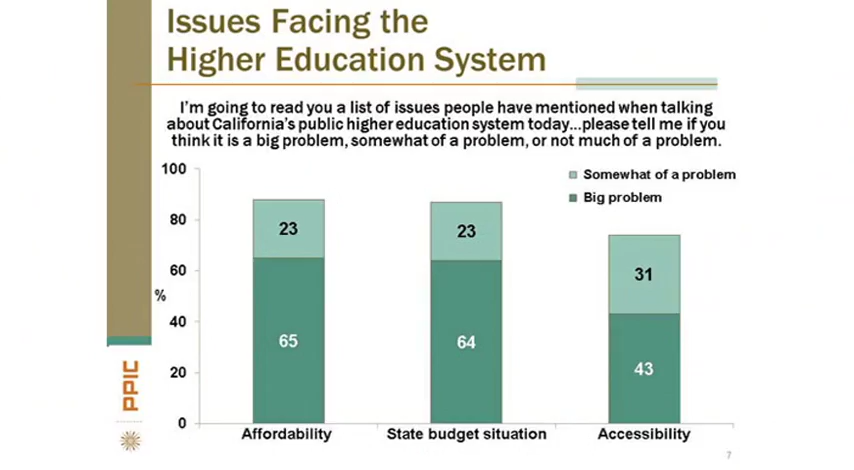 Issues Facing the
Higher Education System
I'm going to read you a list of issues people have mentioned when talking
about California's public higher education system today...please tell me if you
think it is a big problem, somewhat of a problem, or not much of a problem.
100
80
60
%
40
20
0
Somewhat of a problem
Big problem
23
65
23
64
31
43
Affordability
State budget situation
Accessibility
PPIC
7